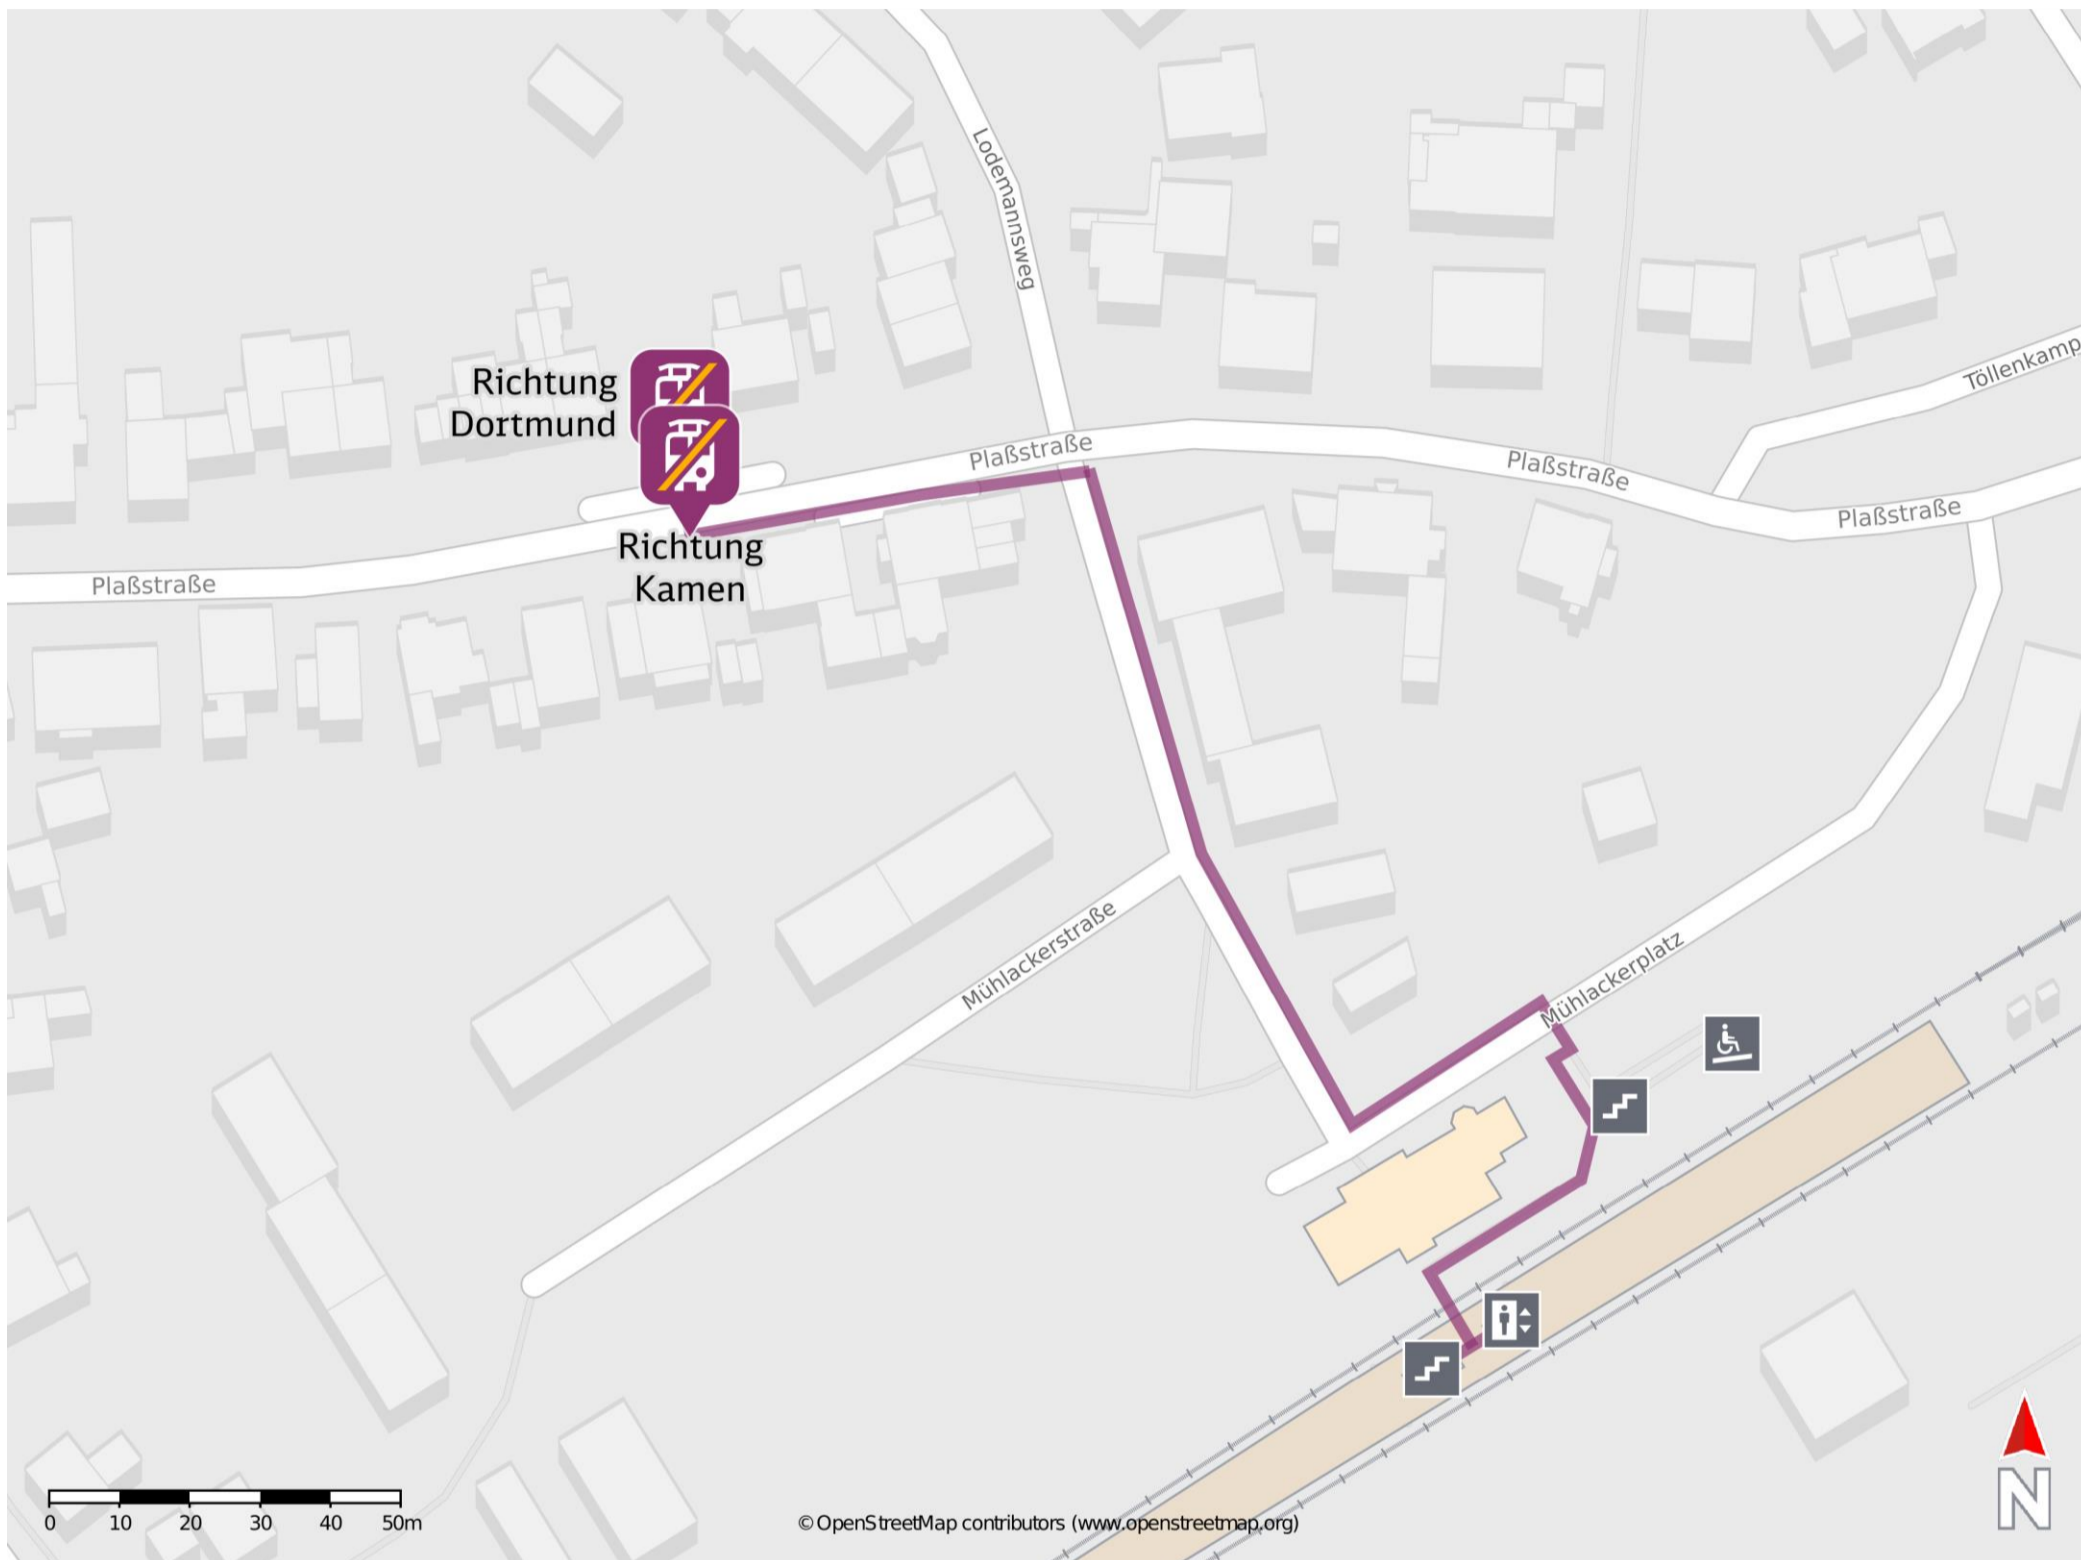 Lodemannsweg
Töllenkamp
Richtung
Dortmund
Plaßstraße
Plaßstraße
Plaßstraße
Richtung
Kamen
Plaßstraße
Mühlackerstraße
Mühlackerplatz
0 10 20 30 40 50m
© OpenStreetMap contributors (www.openstreetmap.org)
N